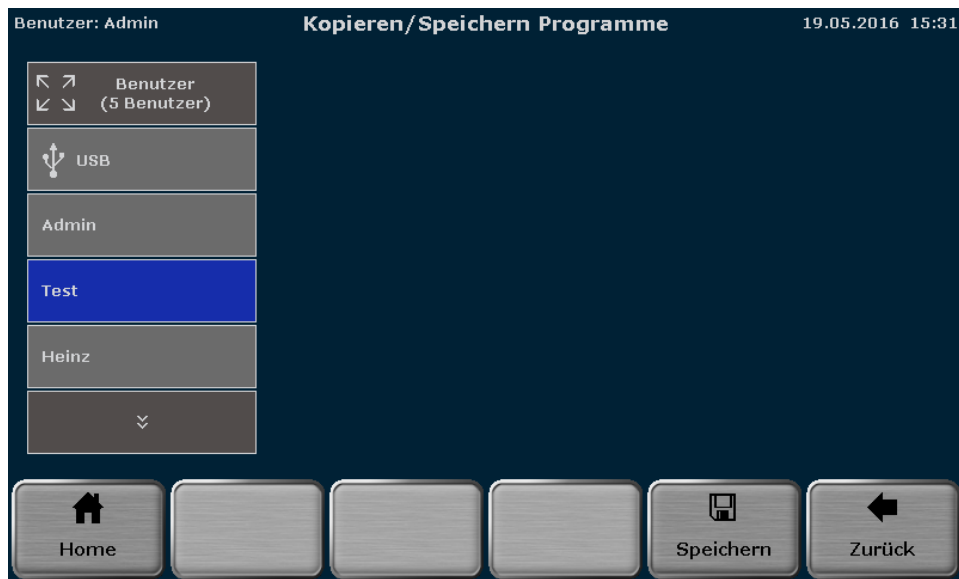 Benutzer: Admin
Kopieren/Speichern Programme
19.05.2016 15:31
Benutzer
(5 Benutzer)
USB
Admin
Test
Heinz
Home
Speichern
Zurück